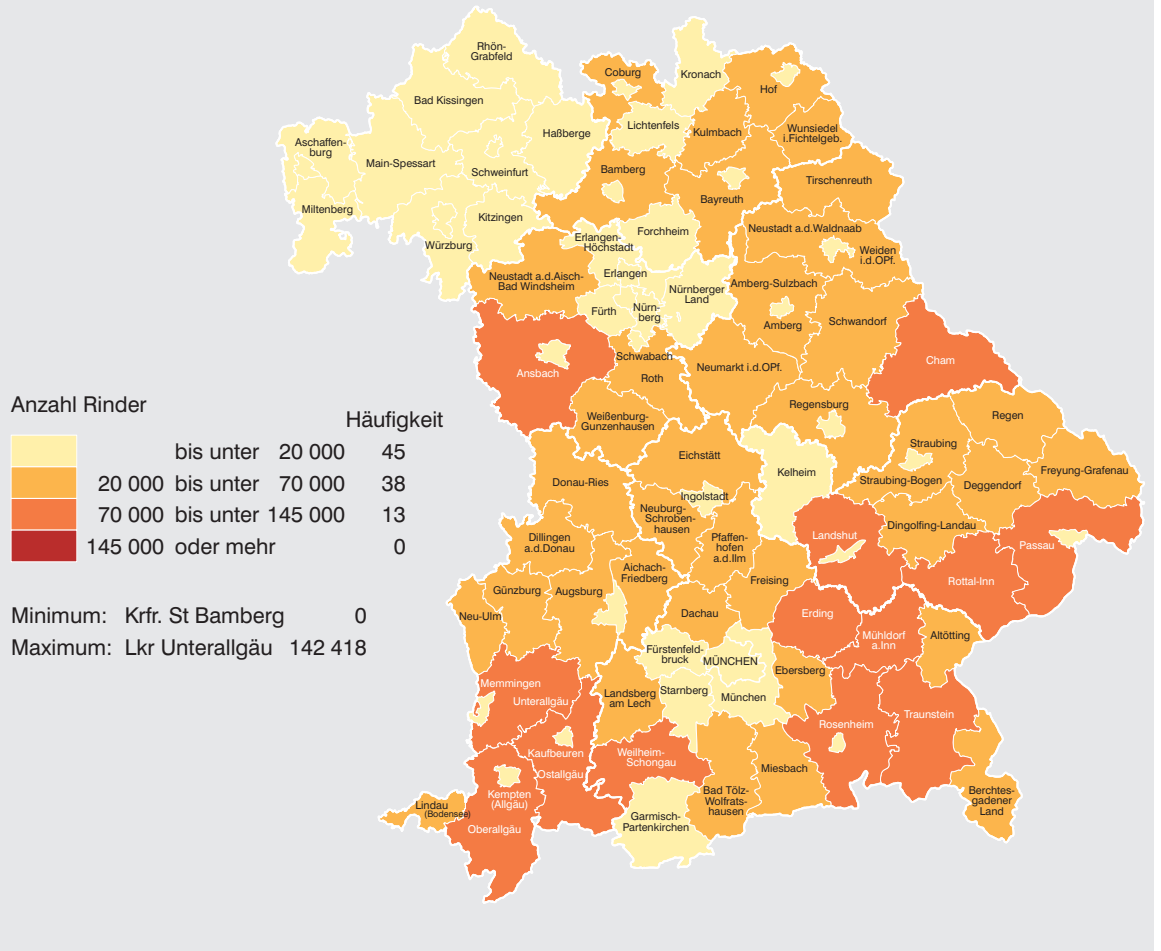 Rhön-
Grabfeld
Coburg
Kronach
Hof
Bad Kissingen
Lichtenfels
Kulmbach
Wunsiedel
i.Fichtelgeb.
Haßberge
Aschaffen-
burg
Main-Spessart
Schweinfurt
Bamberg
Tirschenreuth
Bayreuth
Miltenberg
Kitzingen
Würzburg
Erlangen-
Höchstadt
Forchheim
Neustadt a.d.Waldnaab
Weiden
i.d.OPf.
Neustadt a.d.Aisch-
Bad Windsheim
Erlangen
Nürnberger
Land
Amberg-Sulzbach
Fürth
Nürn-
berg
Amberg
Schwandorf
Ansbach
Schwabach
Roth
Neumarkt i.d.OPf.
Cham
Weißenburg-
Gunzenhausen
Regensburg
Regen
Straubing
Eichstätt
Kelheim
Freyung-Grafenau
Donau-Ries
Straubing-Bogen
Deggendorf
Ingolstadt
Neuburg-
Schroben-
hausen
Dingolfing-Landau
Landshut
Passau
Dillingen
a.d.Donau
Pfaffen-
hofen
a.d.Ilm
Aichach-
Friedberg
Freising
Rottal-Inn
Günzburg
Augsburg
Neu-Ulm
Dachau
Erding
Mühldorf
a.Inn
Altötting
Fürstenfeld-
bruck
MÜNCHEN
Ebersberg
Memmingen
Unterallgäu
Landsberg
am Lech
Starnberg
München
Rosenheim
Traunstein
Kaufbeuren
Weilheim-
Schongau
Ostallgäu
Miesbach
Kempten
(Allgäu)
Bad Tölz-
Wolfrats-
hausen
Berchtes-
gadener
Land
Lindau
(Bodensee)
Oberallgäu
Garmisch-
Partenkirchen
Anzahl Rinder
Häufigkeit
bis unter 20 000 45
20 000 bis unter 70 000 38
70 000 bis unter 145 000 13
145 000 oder mehr 0
Minimum: Krfr. St Bamberg 0
Maximum: Lkr Unterallgäu 142 418